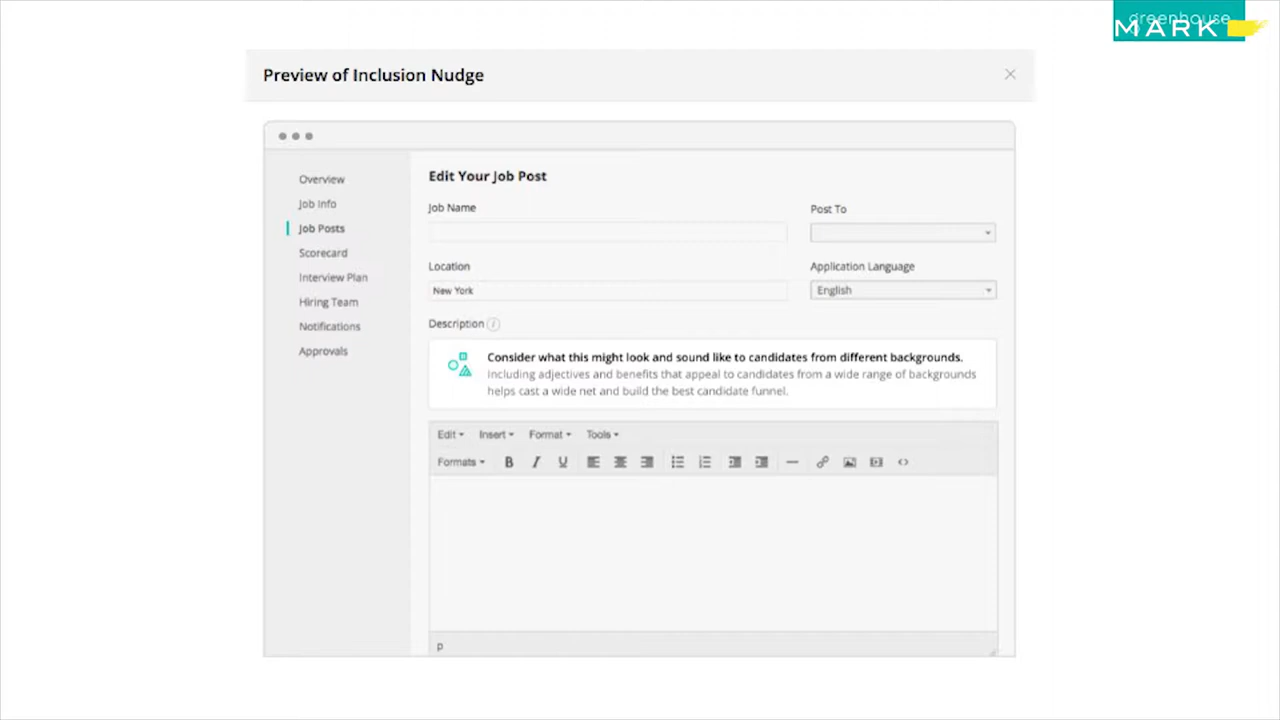 greenhouse
MARK
Preview of Inclusion Nudge
Overview
Job Info
Job Posts
Scorecard
Interview Plan
Hiring Team
Notifications
Approvals
Edit Your Job Post
Job Name
Post To
Location
Application Language
New York
English
Description i
Consider what this might look and sound like to candidates from different backgrounds.
Including adjectives and benefits that appeal to candidates from a wide range of backgrounds
helps cast a wide net and build the best candidate funnel.
Edit Insert Format Tools
Formats B I U
p